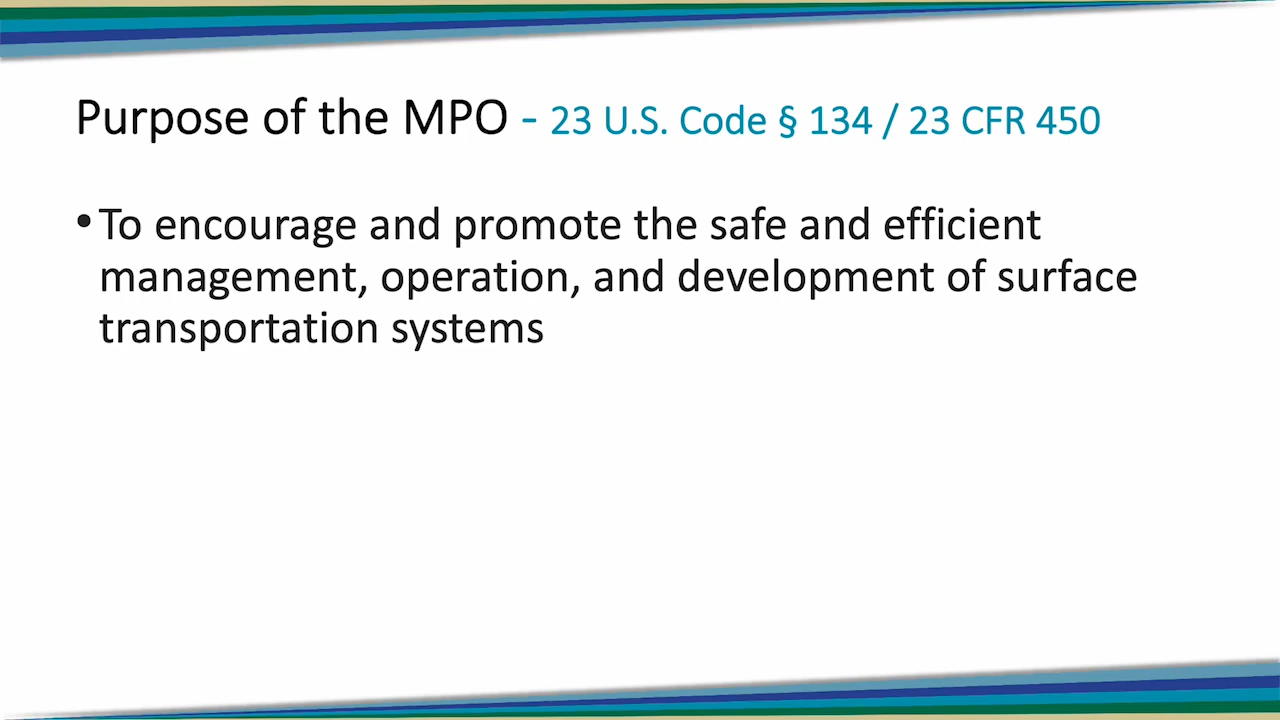 Purpose of the MPO - 23 U.S. Code § 134 / 23 CFR 450
•To encourage and promote the safe and efficient
management, operation, and development of surface
transportation systems